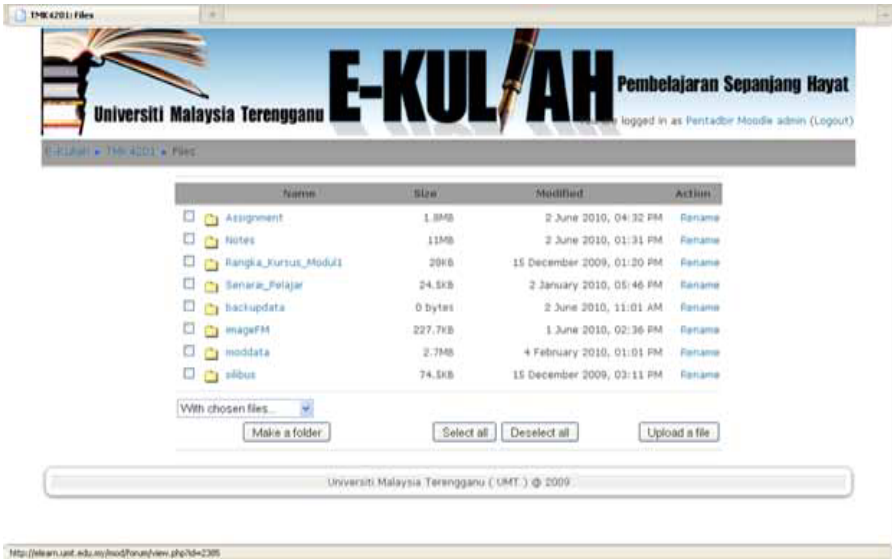 TMK4201: Files
E-KULIAH
Pembelajaran Sepanjang Hayat
Universiti Malaysia Terengganu
logged in as Pentadbir Moodle admin (Logout)
E-Kuliah ► TMK4201 ► Files
Name Size Modified Action
Assignment 1.8MB 2 June 2010, 04:32 PM Rename
Notes 11MB 2 June 2010, 01:31 PM Rename
Rangka_Kursus_Modul1 28KB 15 December 2009, 01:20 PM Rename
Senarai_Pelajar 24.5KB 2 January 2010, 05:46 PM Rename
backupdata 0 bytes 2 June 2010, 11:01 AM Rename
imageFM 227.7KB 1 June 2010, 02:36 PM Rename
moddata 2.7MB 4 February 2010, 01:01 PM Rename
silibus 74.5KB 15 December 2009, 03:11 PM Rename
With chosen files...
Make a folder Select all Deselect all Upload a file
Universiti Malaysia Terengganu ( UMT ) @ 2009
http://elearn.umt.edu.my/mod/forum/view.php?id=2385